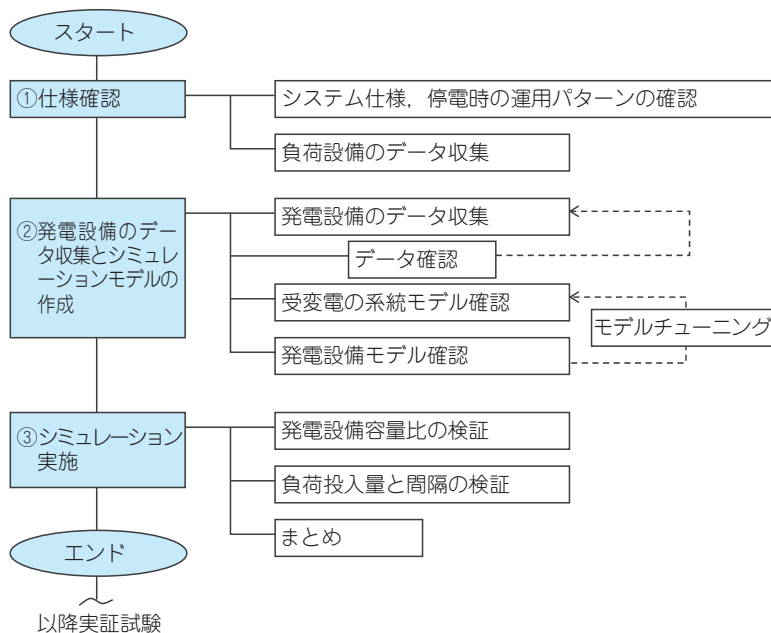 スタート
①仕様確認
システム仕様，停電時の運用パターンの確認
負荷設備のデータ収集
②発電設備のデー
タ収集とシミュレ
ーションモデルの
作成
発電設備のデータ収集
データ確認
受変電の系統モデル確認
モデルチューニング
発電設備モデル確認
③シミュレーション
実施
発電設備容量比の検証
負荷投入量と間隔の検証
まとめ
エンド
以降実証試験